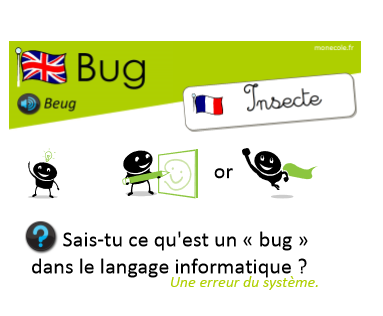 monecole.fr
Bug
Beug
Insecte
or
? Sais-tu ce qu'est un « bug »
dans le langage informatique ?
Une erreur du système.